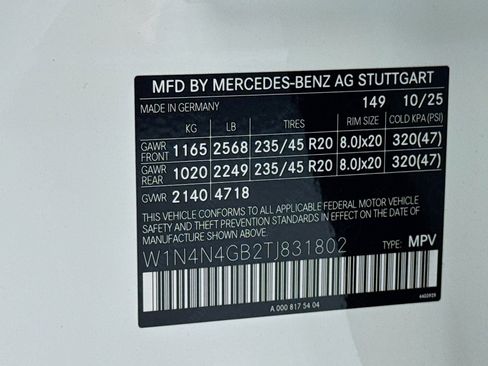 MFD BY MERCEDES-BENZ AG STUTTGART
MADE IN GERMANY 149 10/25
KG LB TIRES RIM SIZE COLD KPA (PSI)
GAWR FRONT 1165 2568 235/45 R20 8.0Jx20 320(47)
GAWR REAR 1020 2249 235/45 R20 8.0Jx20 320(47)
GVWR 2140 4718
THIS VEHICLE CONFORMS TO ALL APPLICABLE FEDERAL MOTOR VEHICLE
SAFETY AND THEFT PREVENTION STANDARDS IN EFFECT ON THE
DATE OF MANUFACTURE SHOWN ABOVE.
W1N4N4GB2TJ831802 TYPE: MPV
A 000 817 54 04